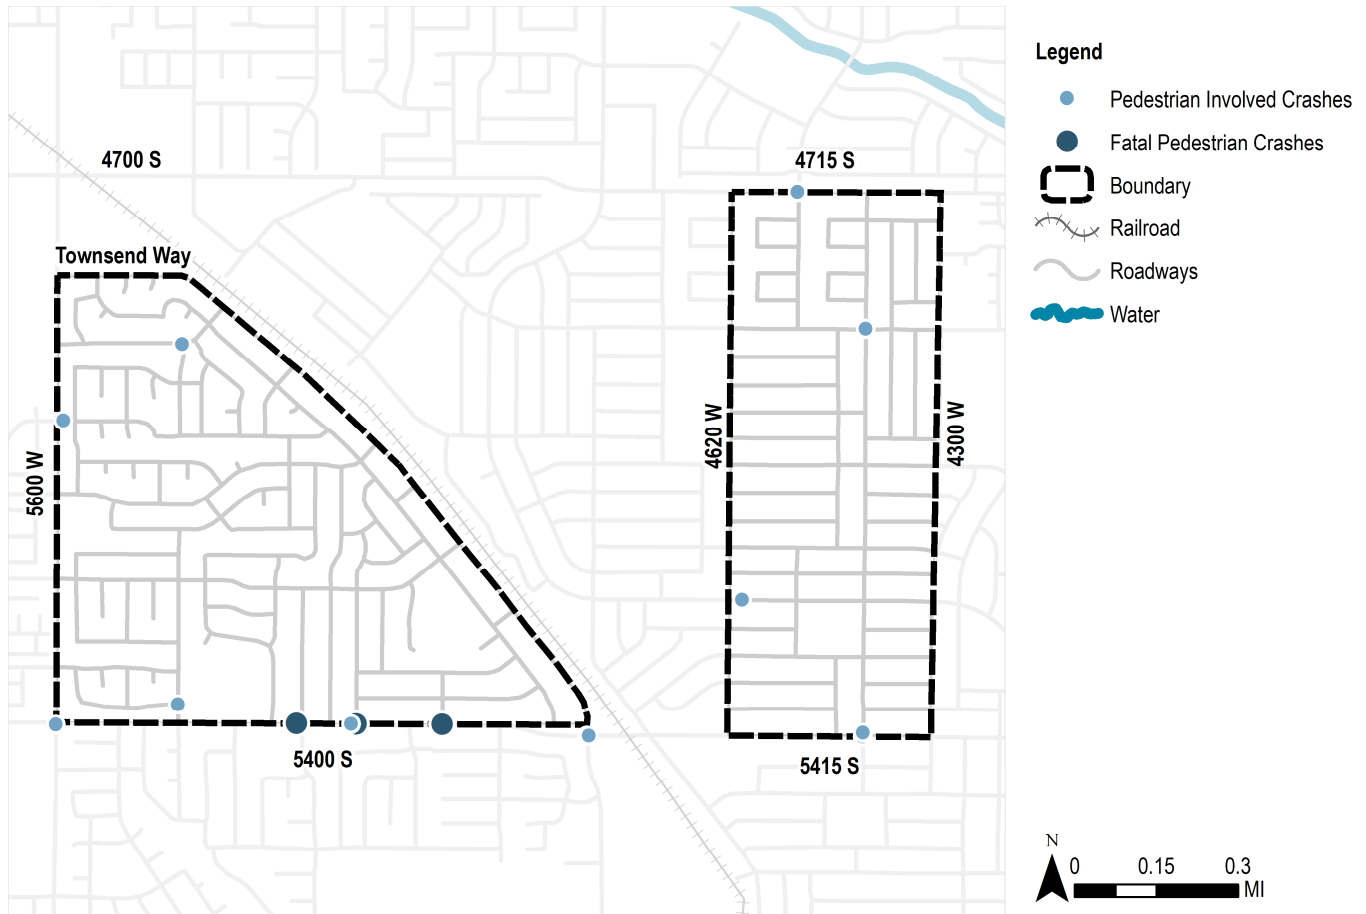 4700 S
4715 S
Townsend Way
5600 W
4620 W
4300 W
5400 S
5415 S
Legend
Pedestrian Involved Crashes
Fatal Pedestrian Crashes
Boundary
Railroad
Roadways
Water
N
0 0.15 0.3
MI